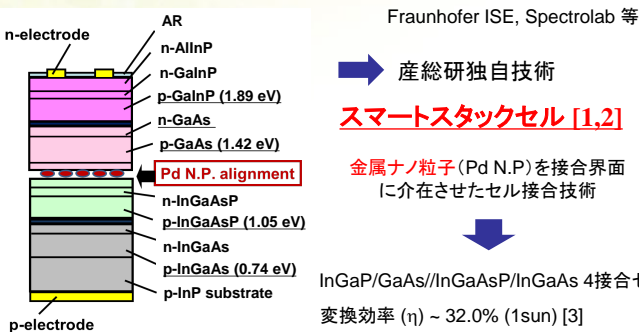 n-electrode
AR
n-AlInP
n-GaInP
p-GaInP (1.89 eV)
n-GaAs
p-GaAs (1.42 eV)
Pd N.P. alignment
n-InGaAsP
p-InGaAsP (1.05 eV)
n-InGaAs
p-InGaAs (0.74 eV)
p-InP substrate
p-electrode
Fraunhofer ISE, Spectrolab 等
産総研独自技術
スマートスタックセル [1,2]
金属ナノ粒子(Pd N.P)を接合界面
に介在させたセル接合技術
InGaP/GaAs//InGaAsP/InGaAs 4接合
変換効率 (η) ~ 32.0% (1sun) [3]